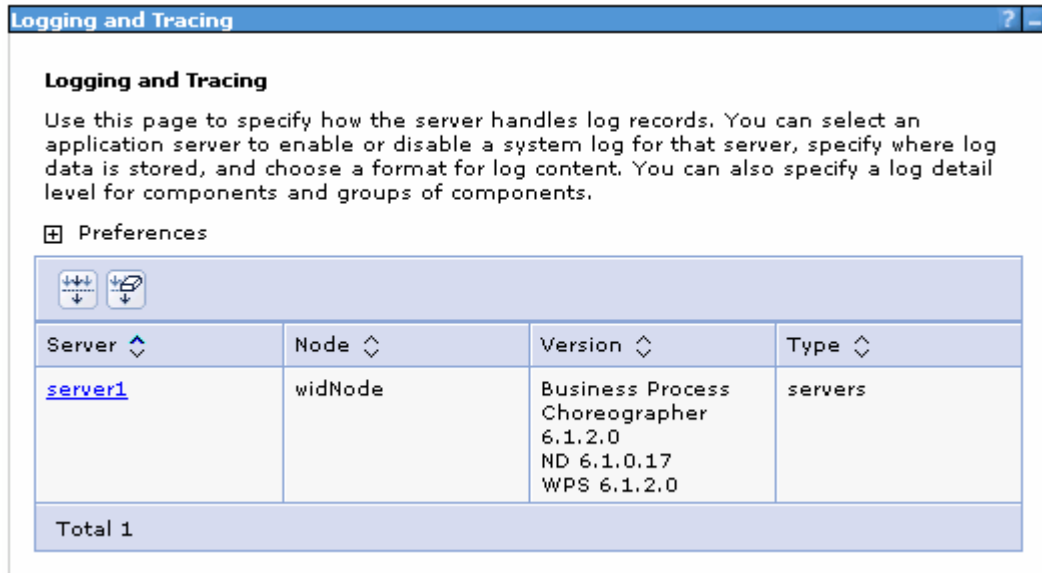 Logging and Tracing ? _
Logging and Tracing
Use this page to specify how the server handles log records. You can select an
application server to enable or disable a system log for that server, specify where log
data is stored, and choose a format for log content. You can also specify a log detail
level for components and groups of components.
Preferences
Server Node Version Type
server1 widNode Business Process servers
Choreographer
6.1.2.0
ND 6.1.0.17
WPS 6.1.2.0
Total 1